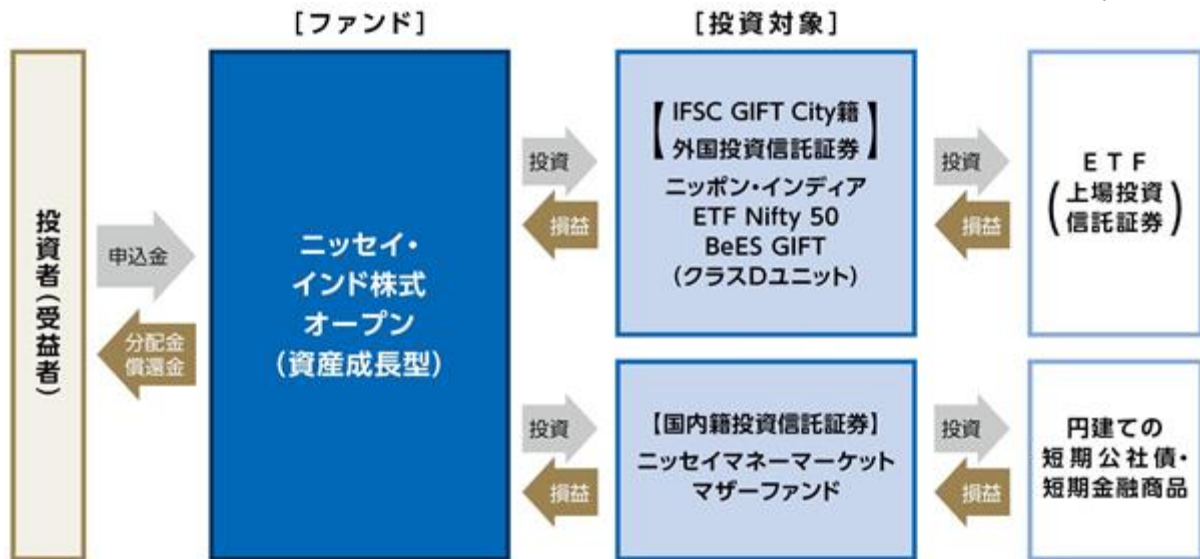 [ファンド]
[投資対象]
投資者(受益者)
申込金
分配金
償還金
ニッセイ・
インド株式
オープン
(資産成長型)
投資
損益
【IFSC GIFT City籍
外国投資信託証券】
ニッポン・インディア
ETF Nifty 50
BeES GIFT
(クラスDユニット)
投資
損益
ETF
(上場投資
信託証券)
投資
損益
【国内籍投資信託証券】
ニッセイマネーマーケット
マザーファンド
投資
損益
円建ての
短期公社債・
短期金融商品